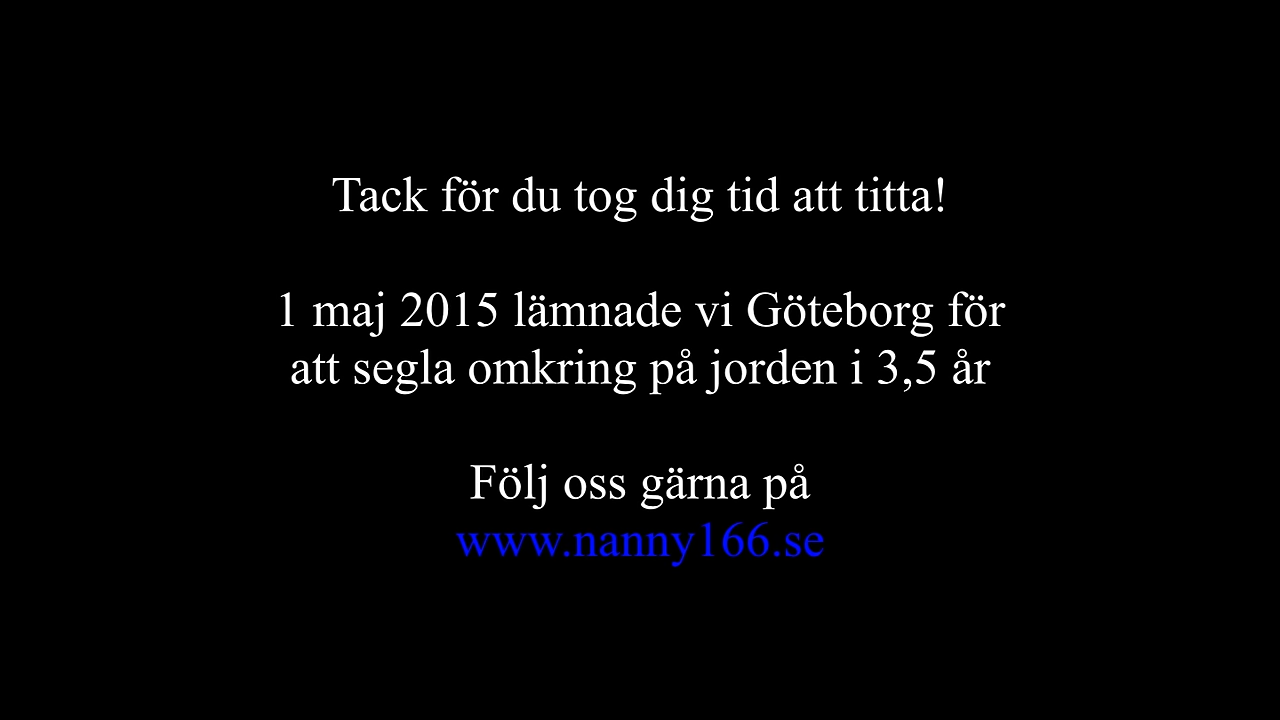 Tack för du tog dig tid att titta!
1 maj 2015 lämnade vi Göteborg för
att segla omkring på jorden i 3,5 år
Följ oss gärna på
www.nanny166.se